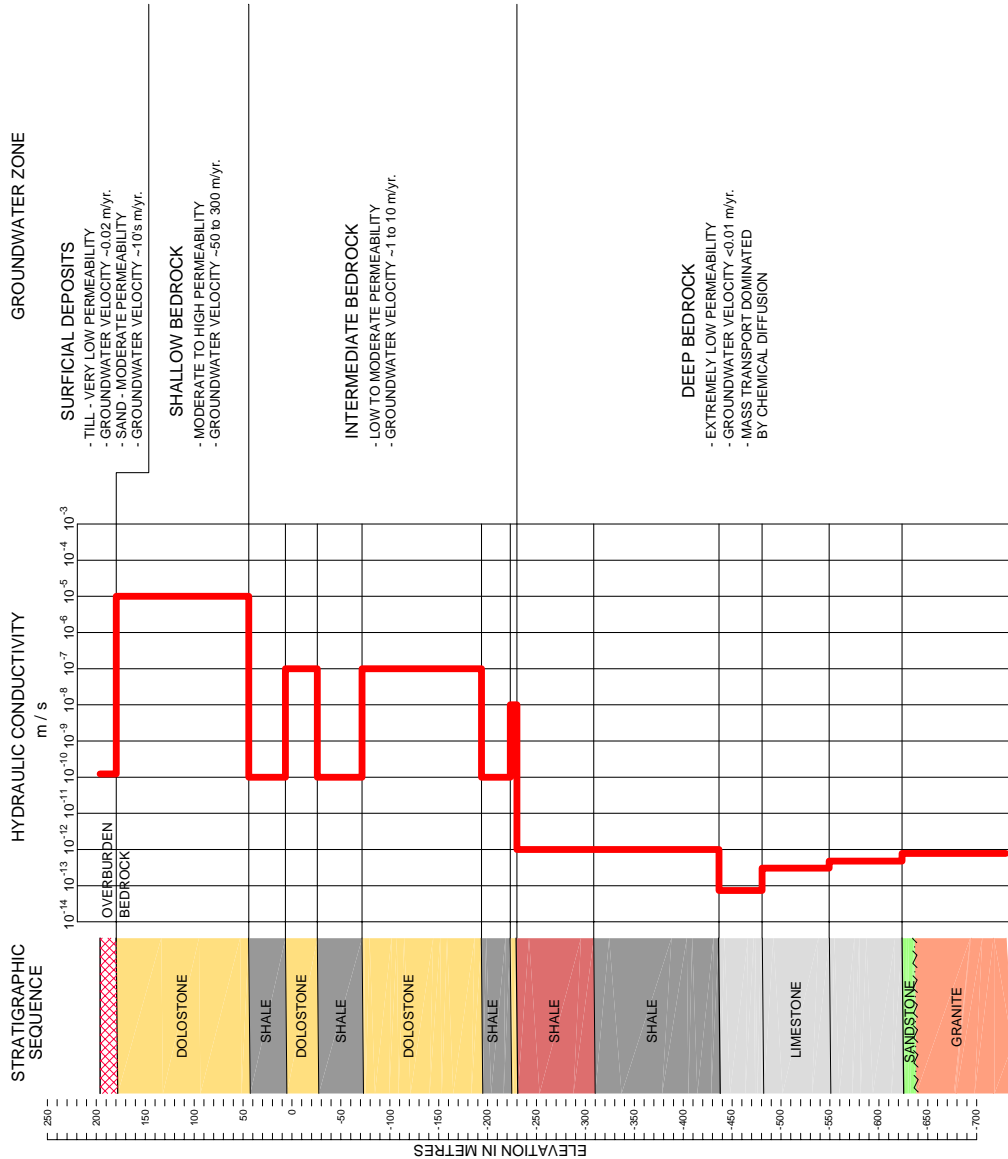 GROUNDWATER ZONE
SURFICIAL DEPOSITS
- TILL - VERY LOW PERMEABILITY
- GROUNDWATER VELOCITY ~0.02 m/yr.
- SAND - MODERATE PERMEABILITY
- GROUNDWATER VELOCITY ~10's m/yr.
SHALLOW BEDROCK
- MODERATE TO HIGH PERMEABILITY
- GROUNDWATER VELOCITY ~50 to 300 m/yr.
INTERMEDIATE BEDROCK
- LOW TO MODERATE PERMEABILITY
- GROUNDWATER VELOCITY ~1 to 10 m/yr.
DEEP BEDROCK
- EXTREMELY LOW PERMEABILITY
- GROUNDWATER VELOCITY <0.01 m/yr.
- MASS TRANSPORT DOMINATED
BY CHEMICAL DIFFUSION
HYDRAULIC CONDUCTIVITY
m / s
10⁻³
10⁻⁴
10⁻⁵
10⁻⁶
10⁻⁷
10⁻⁸
10⁻⁹
10⁻¹⁰
10⁻¹¹
10⁻¹²
10⁻¹³
10⁻¹⁴
OVERBURDEN
BEDROCK
STRATIGRAPHIC
SEQUENCE
DOLOSTONE
SHALE
DOLOSTONE
SHALE
DOLOSTONE
SHALE
SHALE
SHALE
LIMESTONE
SANDSTONE
GRANITE
250
200
150
100
50
0
-50
-100
-150
-200
-250
-300
-350
-400
-450
-500
-550
-600
-650
-700
ELEVATION IN METRES